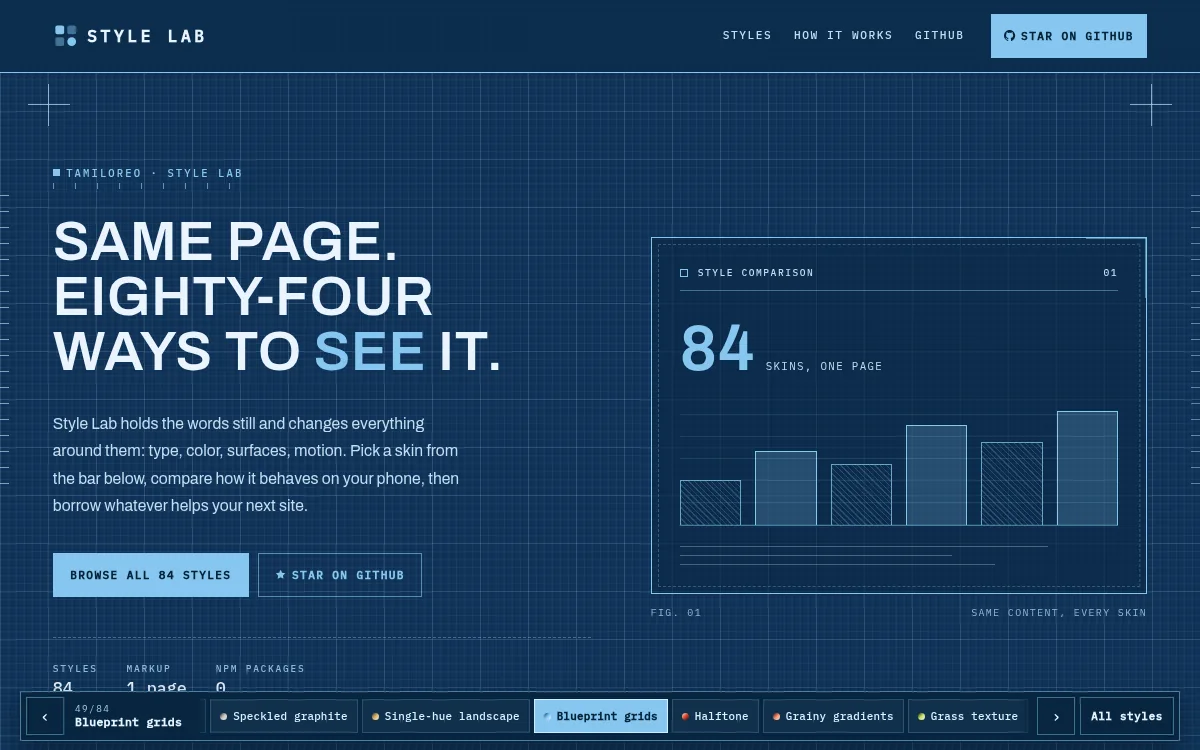 STYLE LAB
STYLES HOW IT WORKS GITHUB STAR ON GITHUB
TAMILOREO · STYLE LAB
SAME PAGE.
EIGHTY-FOUR
WAYS TO SEE IT.
Style Lab holds the words still and changes everything
around them: type, color, surfaces, motion. Pick a skin from
the bar below, compare how it behaves on your phone, then
borrow whatever helps your next site.
BROWSE ALL 84 STYLES STAR ON GITHUB
STYLE COMPARISON 01
84 SKINS, ONE PAGE
FIG. 01 SAME CONTENT, EVERY SKIN
STYLES MARKUP NPM PACKAGES
84 1 page 0
49/84
Blueprint grids
Speckled graphite Single-hue landscape Blueprint grids Halftone Grainy gradients Grass texture
All styles